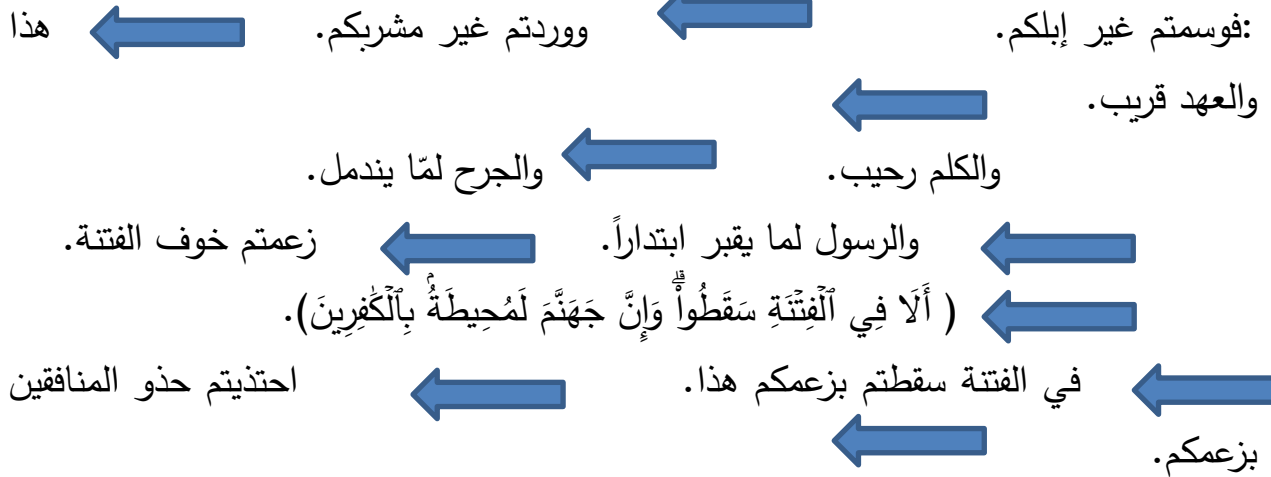 :فوسمتم غير إبلكم. ووردتم غير مشربكم. هذا
والعهد قريب.
والكلم رحيب. والجرح لمّا يندمل.
والرسول لما يقبر ابتداراً. زعمتم خوف الفتنة.
( أَلَا فِي ٱلۡفِتۡنَةِ سَقَطُواْۗ وَإِنَّ جَهَنَّمَ لَمُحِيطَةُۢ بِٱلۡكَٰفِرِينَ).
في الفتنة سقطتم بزعمكم هذا. احتذيتم حذو المنافقين
بزعمكم.